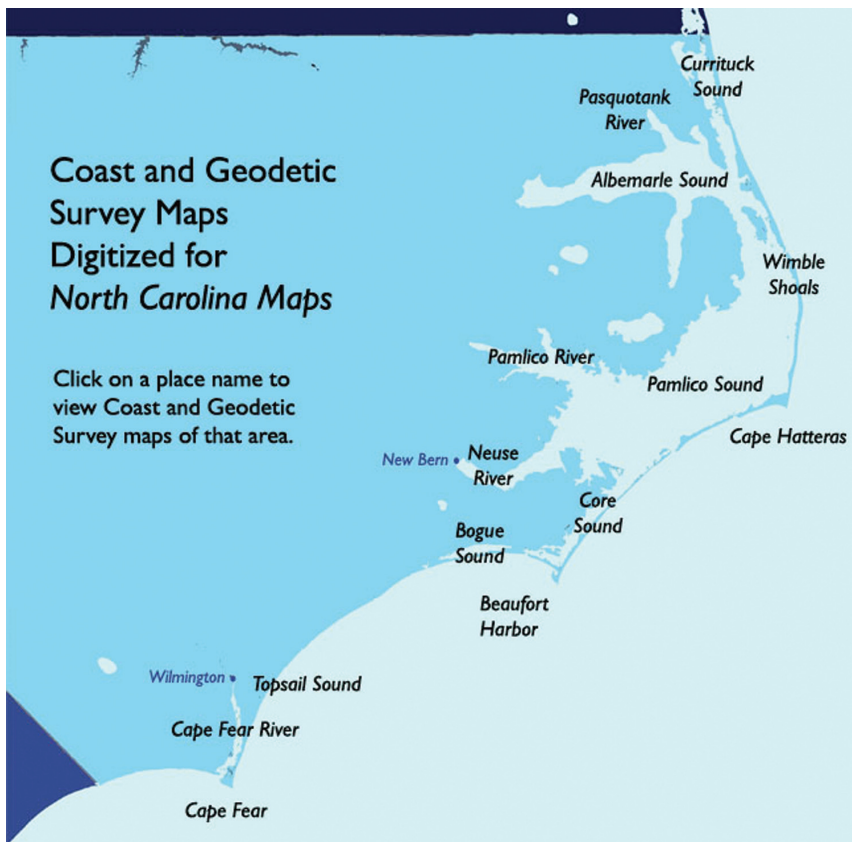 Currituck
Sound
Pasquotank
River
Coast and Geodetic
Survey Maps
Digitized for
North Carolina Maps
Albemarle Sound
Wimble
Shoals
Pamlico River
Click on a place name to
view Coast and Geodetic
Survey maps of that area.
Pamlico Sound
Cape Hatteras
New Bern
Neuse
River
Core
Sound
Bogue
Sound
Beaufort
Harbor
Wilmington
Topsail Sound
Cape Fear River
Cape Fear